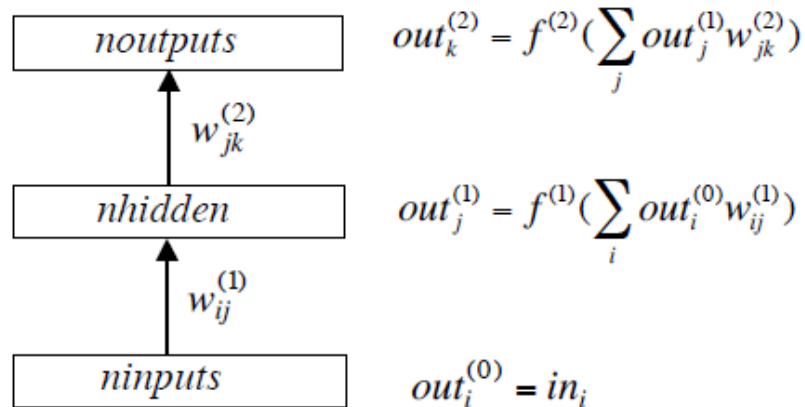 noutputs out_k^(2) = f^(2)(∑_j out_j^(1) w_jk^(2))
w_jk^(2)
nhidden out_j^(1) = f^(1)(∑_i out_i^(0) w_ij^(1))
w_ij^(1)
ninputs out_i^(0) = in_i